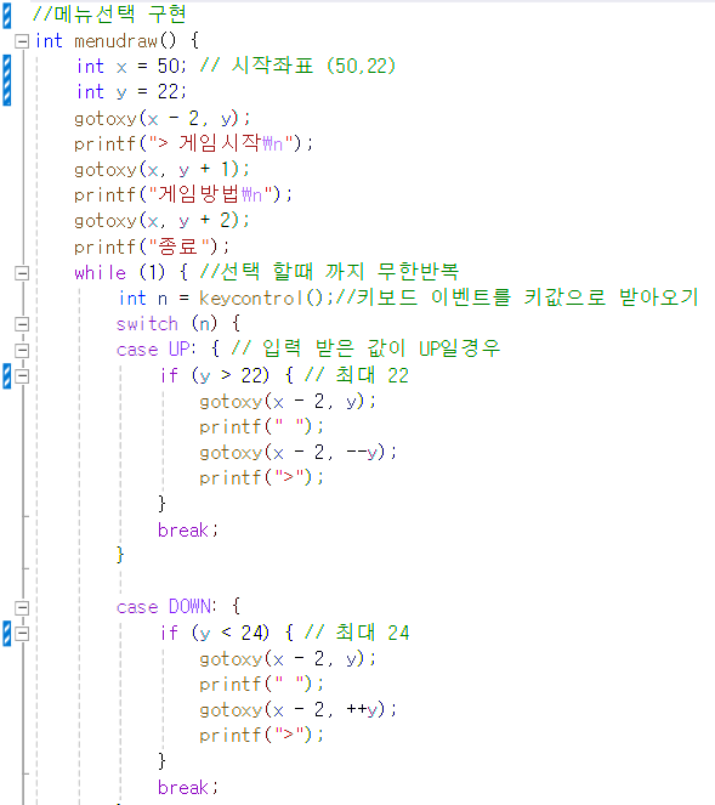 //메뉴선택 구현
int menudraw() {
int x = 50; // 시작좌표 (50,22)
int y = 22;
gotoxy(x - 2, y);
printf("> 게임시작₩n");
gotoxy(x, y + 1);
printf("게임방법₩n");
gotoxy(x, y + 2);
printf("종료");
while (1) { //선택 할때 까지 무한반복
int n = keycontrol();//키보드 이벤트를 키값으로 받아오기
switch (n) {
case UP: { // 입력 받은 값이 UP일경우
if (y > 22) { // 최대 22
gotoxy(x - 2, y);
printf(" ");
gotoxy(x - 2, --y);
printf(">");
}
break;
}
case DOWN: {
if (y < 24) { // 최대 24
gotoxy(x - 2, y);
printf(" ");
gotoxy(x - 2, ++y);
printf(">");
}
break;